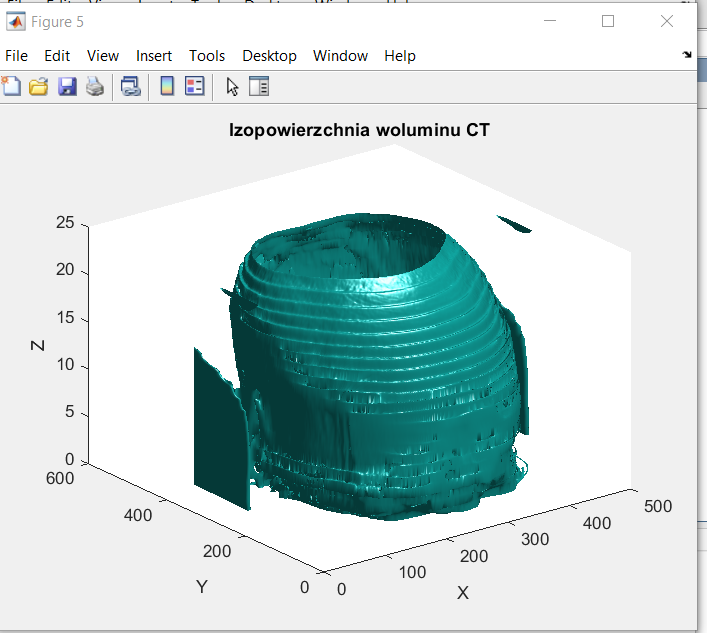 Figure 5
File Edit View Insert Tools Desktop Window Help
Izopowierzchnia woluminu CT
25
20
15
10
5
0
Z
600
400
200
0
Y
0
100
200
300
400
500
X